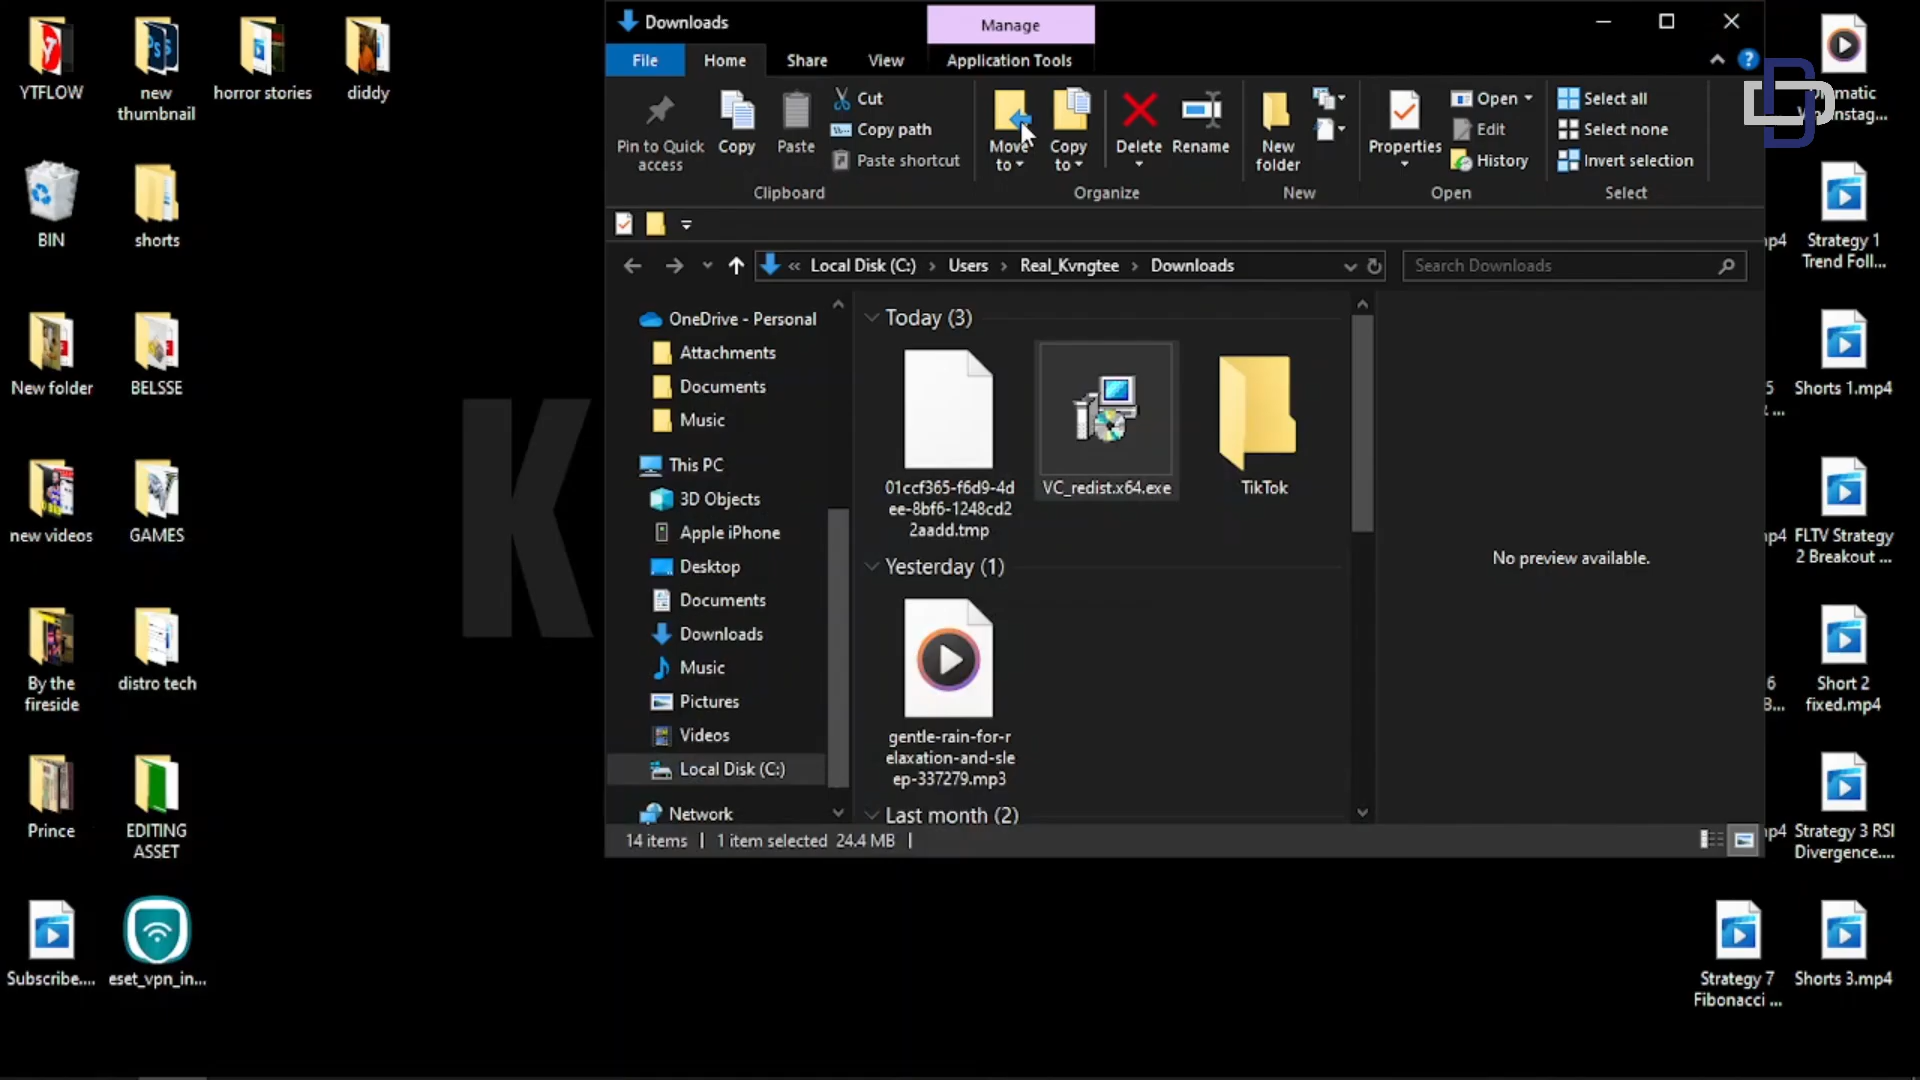 YTFLOW
new
thumbnail
horror stories
diddy
BIN
shorts
New folder
BELSSE
new videos
GAMES
By the
fireside
distro tech
Prince
EDITING
ASSET
Subscribe....
eset_vpn_in...
K
Downloads
Manage
File
Home
Share
View
Application Tools
Pin to Quick
access
Copy
Paste
Cut
Copy path
Paste shortcut
Clipboard
Move
to
Copy
to
Delete
Rename
Organize
New
folder
New
Properties
Open
Edit
History
Open
Select all
Select none
Invert selection
Select
« Local Disk (C:) › Users › Real_Kvngtee › Downloads
Search Downloads
OneDrive - Personal
Attachments
Documents
Music
This PC
3D Objects
Apple iPhone
Desktop
Documents
Downloads
Music
Pictures
Videos
Local Disk (C:)
Network
Today (3)
01ccf365-f6d9-4d
ee-8bf6-1248cd2
2aadd.tmp
VC_redist.x64.exe
TikTok
Yesterday (1)
gentle-rain-for-r
elaxation-and-sle
ep-337279.mp3
Last month (2)
No preview available.
14 items
1 item selected 24.4 MB
Strategy 1
Trend Foll...
Shorts 1.mp4
FLTV Strategy
2 Breakout ...
Short 2
fixed.mp4
Strategy 3 RSI
Divergence....
Strategy 7
Fibonacci ...
Shorts 3.mp4